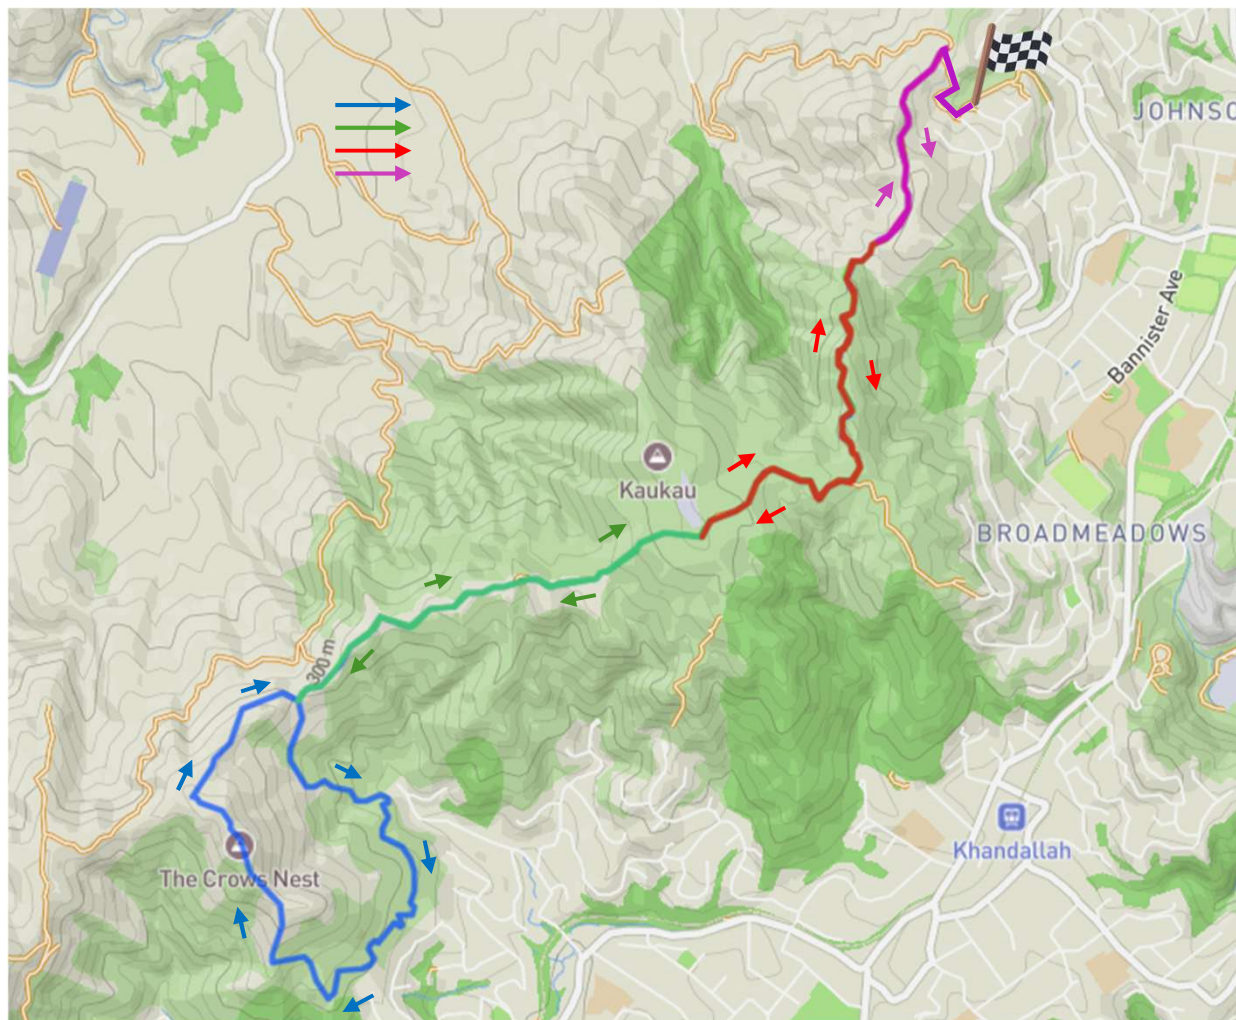 JOHNSO
Bannister Ave
Kaukau
BROADMEADOWS
300 m
Khandallah
The Crows Nest